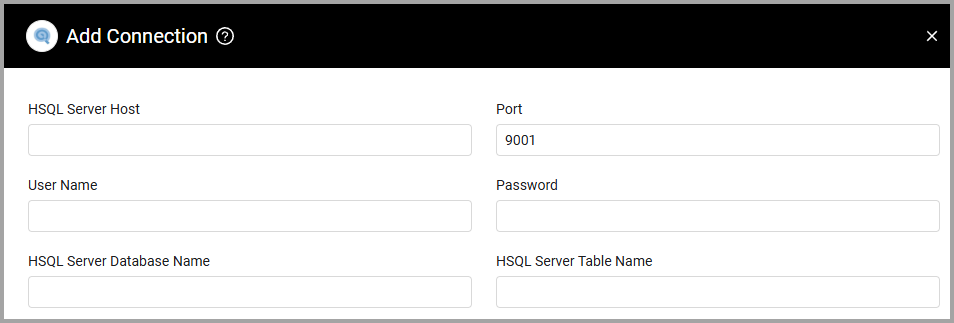 Add Connection ?
HSQL Server Host
Port
9001
User Name
Password
HSQL Server Database Name
HSQL Server Table Name